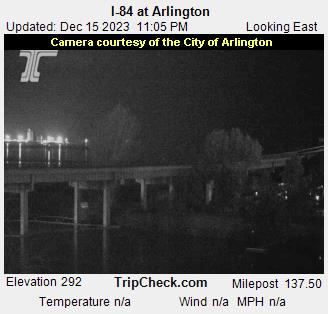 I-84 at Arlington
Updated: Dec 15 2023 11:05 PM Looking East
Camera courtesy of the City of Arlington
Elevation 292 TripCheck.com Milepost 137.50
Temperature n/a Wind n/a MPH n/a